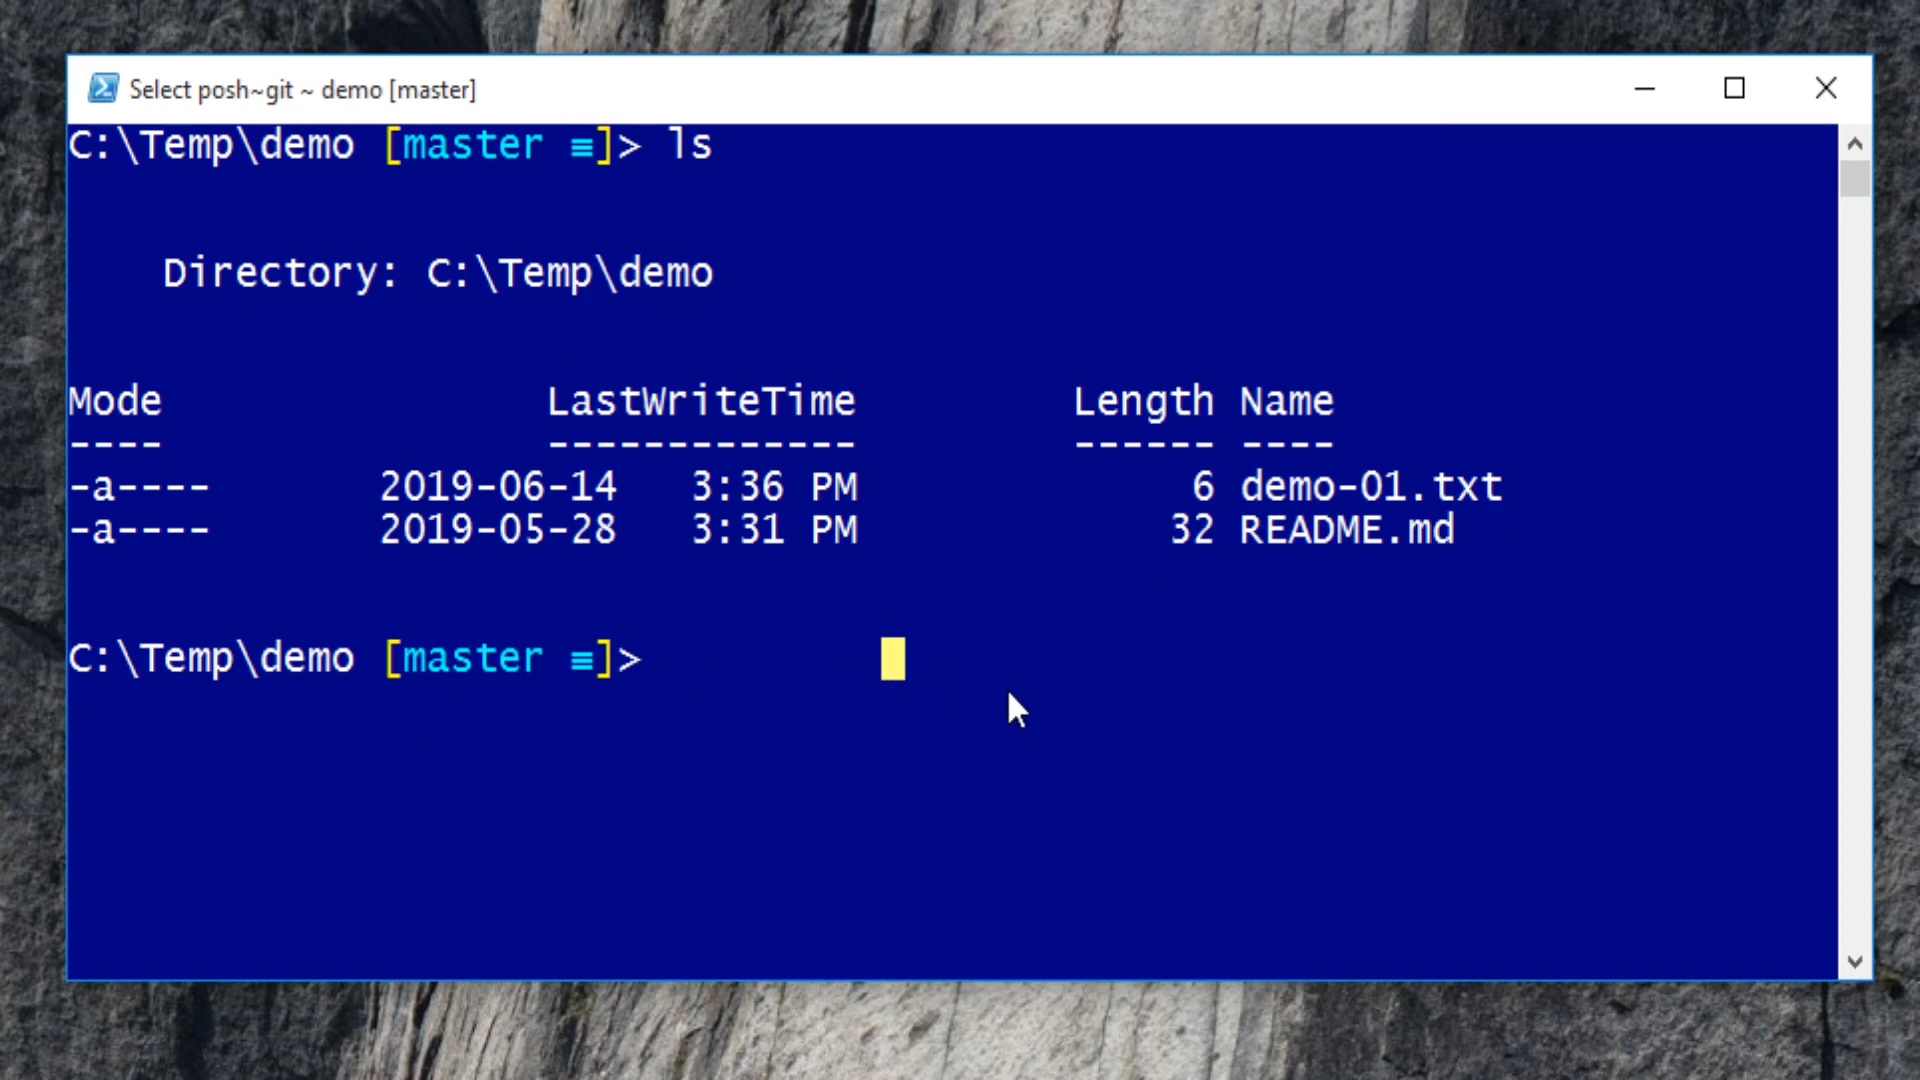 Select posh~git ~ demo [master]
C:\Temp\demo [master ≡]> ls
Directory: C:\Temp\demo
Mode LastWriteTime Length Name
---- ------------- ------ ----
-a---- 2019-06-14 3:36 PM 6 demo-01.txt
-a---- 2019-05-28 3:31 PM 32 README.md
C:\Temp\demo [master ≡]>